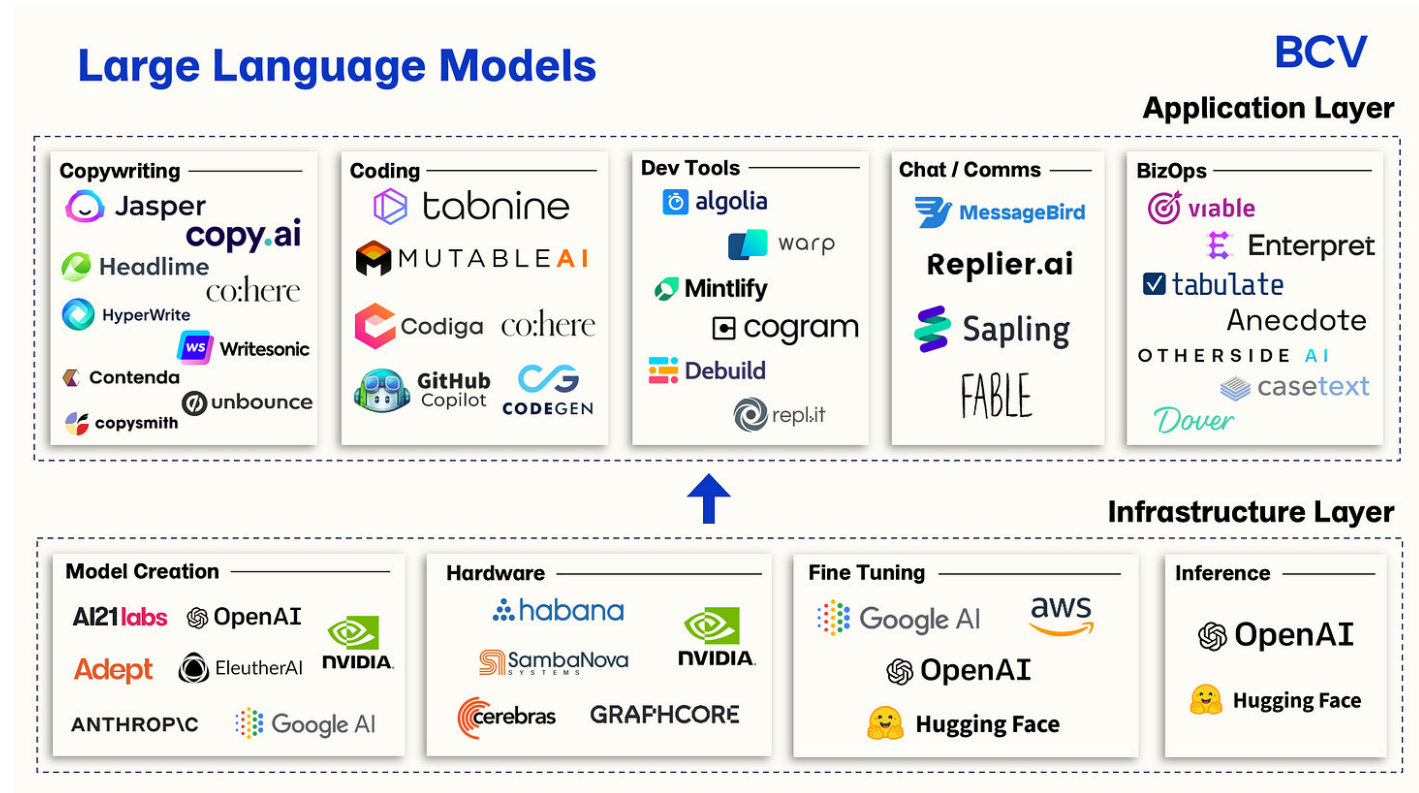 Large Language Models
BCV
Application Layer
Copywriting
Jasper
copy.ai
Headlime
co:here
HyperWrite
WS Writesonic
Contenda
unbounce
copysmith
Coding
tabnine
MUTABLEAI
Codiga
co:here
GitHub
Copilot
CODEGEN
Dev Tools
algolia
warp
Mintlify
cogram
Debuild
repl.it
Chat / Comms
MessageBird
Replier.ai
Sapling
FABLE
BizOps
viable
Enterpret
tabulate
Anecdote
OTHERSIDE AI
casetext
Dover
Infrastructure Layer
Model Creation
AI21labs
OpenAI
NVIDIA.
Adept
EleutherAI
ANTHROP\C
Google AI
Hardware
habana
NVIDIA.
SambaNova
SYSTEMS
cerebras
GRAPHCORE
Fine Tuning
Google AI
aws
OpenAI
Hugging Face
Inference
OpenAI
Hugging Face